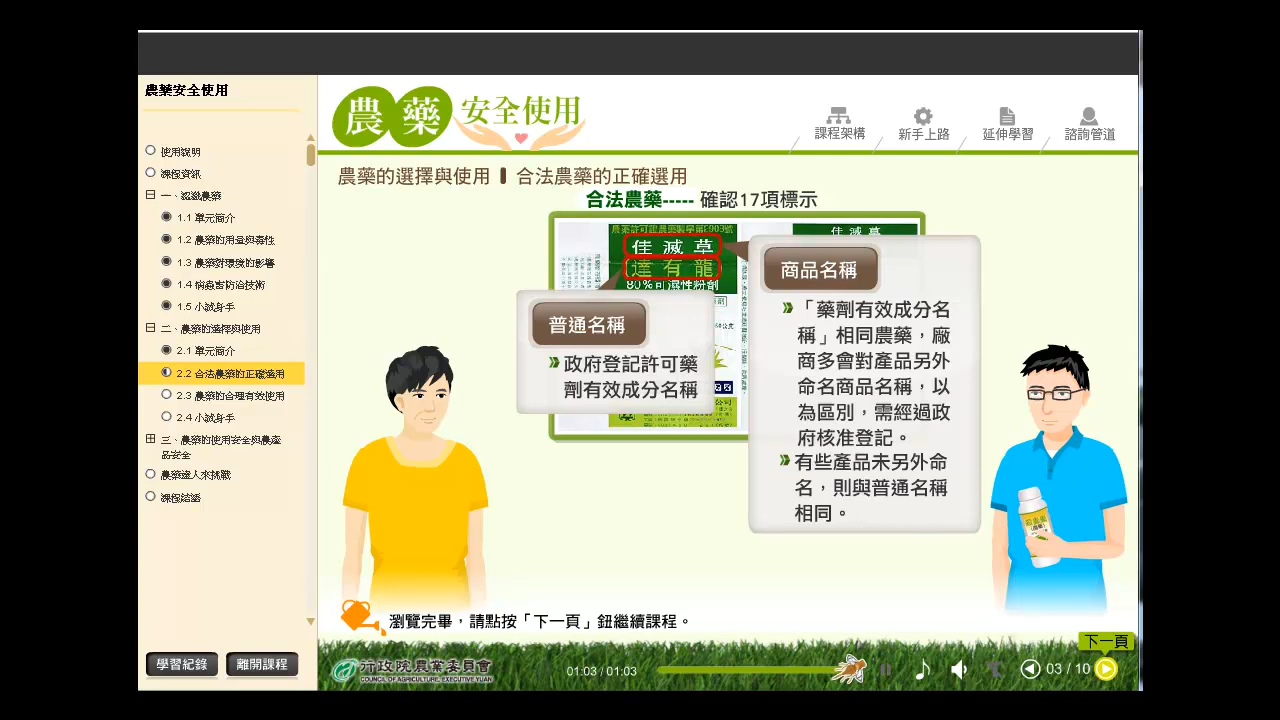 農藥安全使用
使用說明
課程資訊
一、認識農藥
1.1 單元簡介
1.2 農藥的用量與毒性
1.3 農藥對環境的影響
1.4 病蟲害防治技術
1.5 小試身手
二、農藥的選擇與使用
2.1 單元簡介
2.2 合法農藥的正確選用
2.3 農藥的合理有效使用
2.4 小試身手
三、農藥的使用安全與農產
品安全
農藥達人來挑戰
課程結語
學習紀錄
離開課程
農藥 安全使用
課程架構
新手上路
延伸學習
諮詢管道
農藥的選擇與使用 合法農藥的正確選用
合法農藥----- 確認17項標示
佳滅草
達有龍
80%可濕性粉劑
佳滅草
普通名稱
政府登記許可藥
劑有效成分名稱
商品名稱
「藥劑有效成分名
稱」相同農藥，廠
商多會對產品另外
命名商品名稱，以
為區別，需經過政
府核准登記。
有些產品未另外命
名，則與普通名稱
相同。
瀏覽完畢，請點按「下一頁」鈕繼續課程。
下一頁
行政院農業委員會
COUNCIL OF AGRICULTURE, EXECUTIVE YUAN
01:03 / 01:03
03 / 10